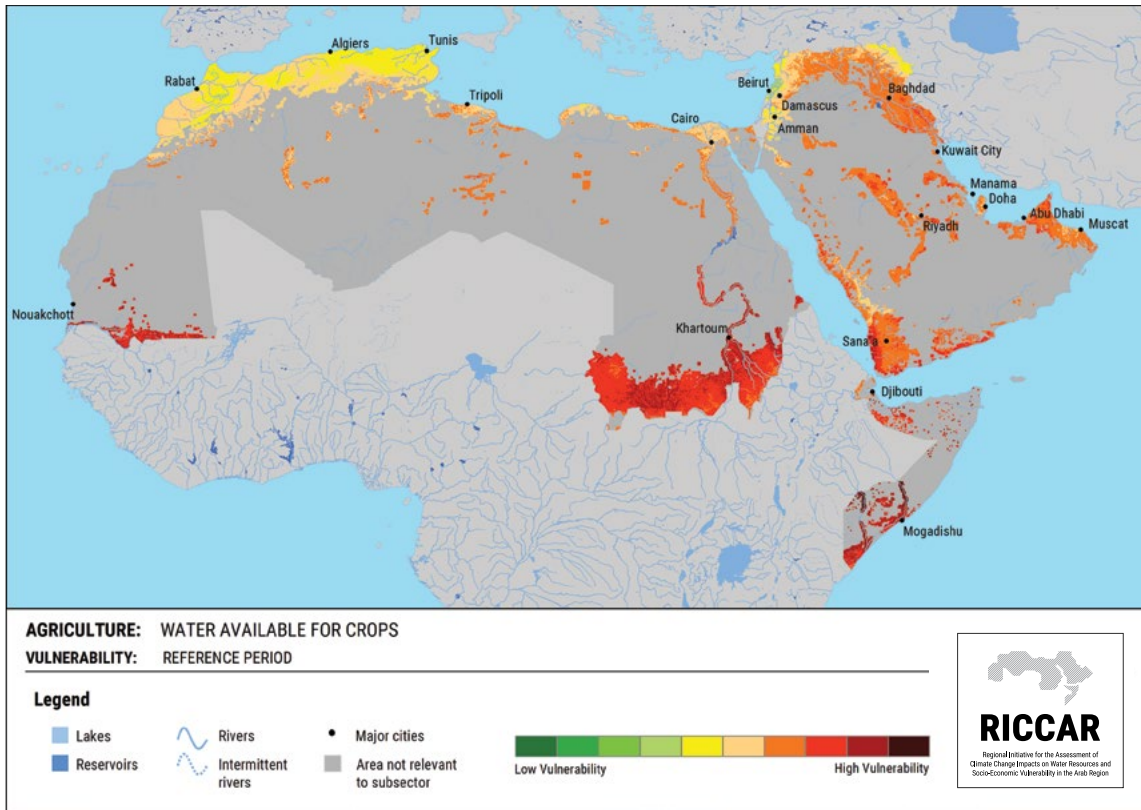 Algiers
Tunis
Rabat
Tripoli
Beirut
Baghdad
Damascus
Cairo
Amman
Kuwait City
Manama
Doha
Abu Dhabi
Riyadh
Muscat
Nouakchott
Khartoum
Sana'a
Djibouti
Mogadishu
AGRICULTURE: WATER AVAILABLE FOR CROPS
VULNERABILITY: REFERENCE PERIOD
Legend
Lakes
Rivers
Major cities
Reservoirs
Intermittent
rivers
Area not relevant
to subsector
Low Vulnerability
High Vulnerability
RICCAR
Regional Initiative for the Assessment of
Climate Change Impacts on Water Resources and
Socio-Economic Vulnerability in the Arab Region